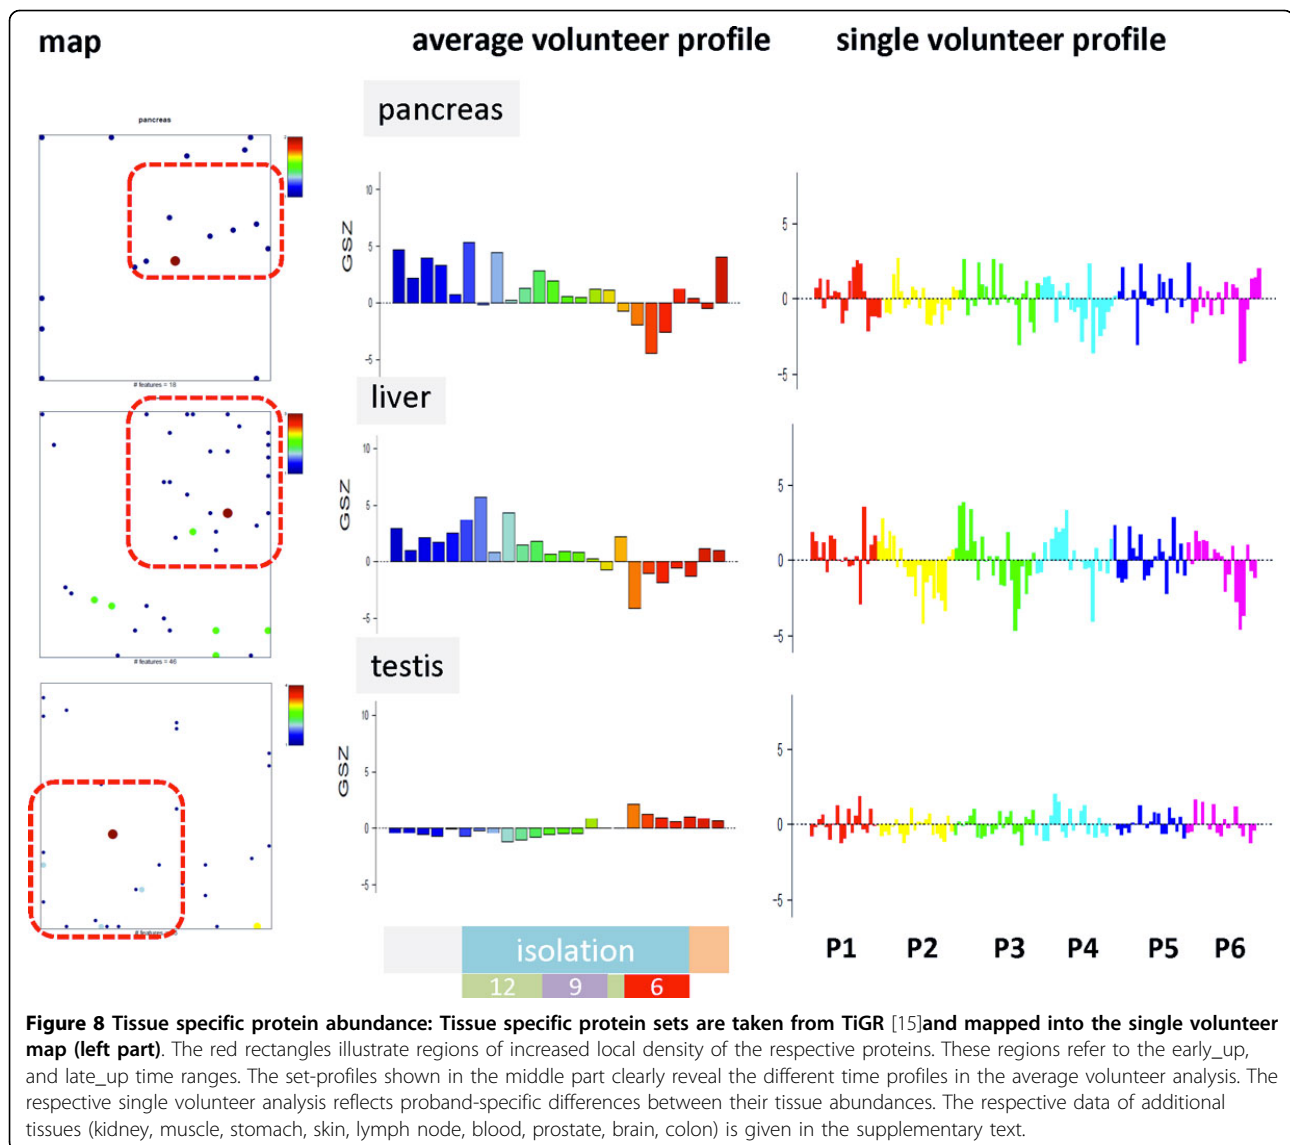 map
average volunteer profile
single volunteer profile
pancreas
pancreas
GSZ
10
5
0
-5
5
0
-5
# features = 18
liver
GSZ
10
5
0
-5
5
0
-5
# features = 46
testis
GSZ
10
5
0
-5
5
0
-5
isolation
12
9
6
P1
P2
P3
P4
P5
P6
Figure 8 Tissue specific protein abundance: Tissue specific protein sets are taken from TiGR [15]and mapped into the single volunteer
map (left part). The red rectangles illustrate regions of increased local density of the respective proteins. These regions refer to the early_up,
and late_up time ranges. The set-profiles shown in the middle part clearly reveal the different time profiles in the average volunteer analysis. The
respective single volunteer analysis reflects proband-specific differences between their tissue abundances. The respective data of additional
tissues (kidney, muscle, stomach, skin, lymph node, blood, prostate, brain, colon) is given in the supplementary text.